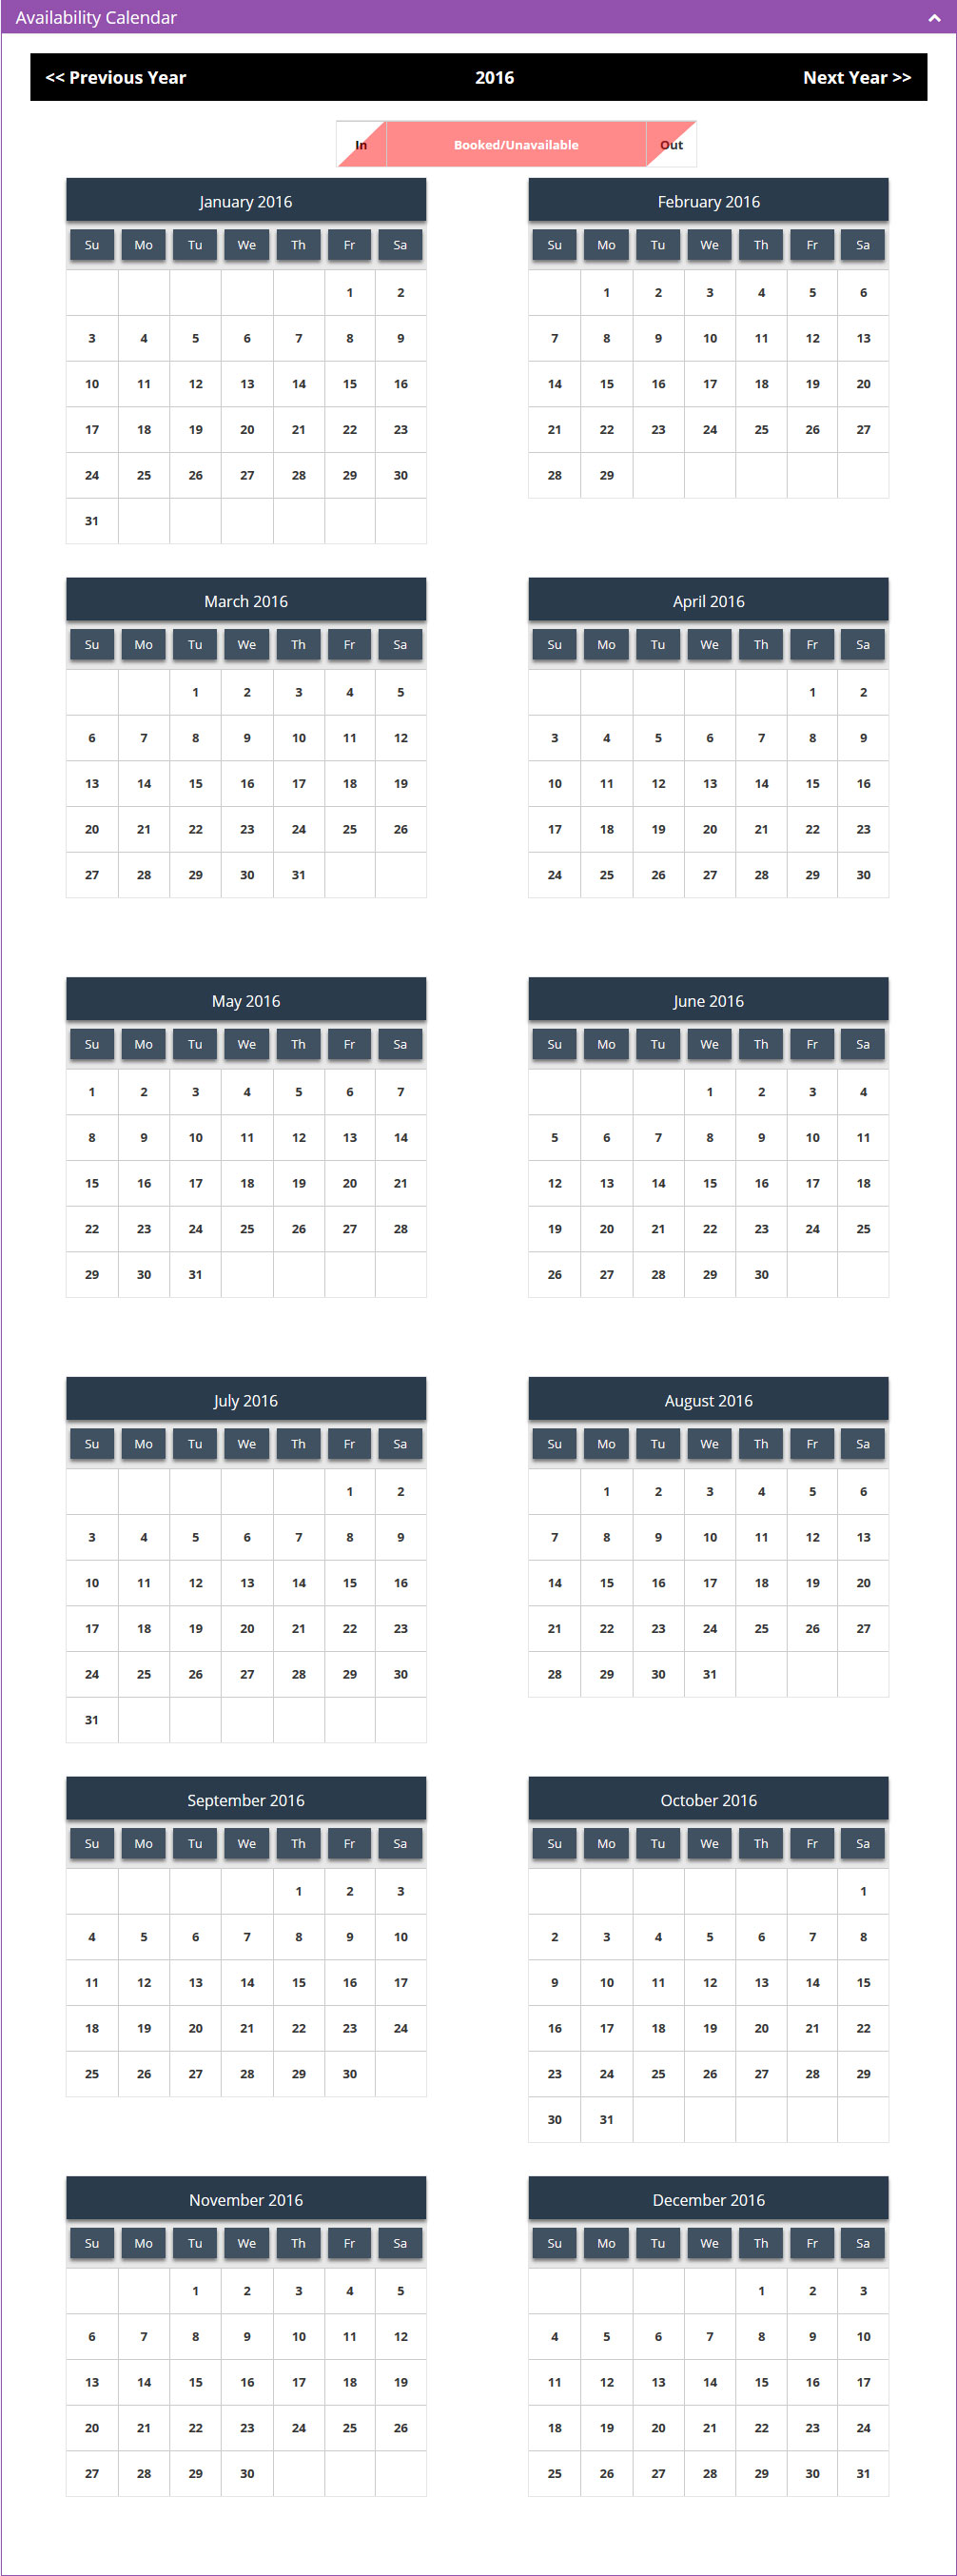 Availability Calendar
<< Previous Year 2016 Next Year >>
In Booked/Unavailable Out
January 2016
Su Mo Tu We Th Fr Sa
1 2
3 4 5 6 7 8 9
10 11 12 13 14 15 16
17 18 19 20 21 22 23
24 25 26 27 28 29 30
31
February 2016
Su Mo Tu We Th Fr Sa
1 2 3 4 5 6
7 8 9 10 11 12 13
14 15 16 17 18 19 20
21 22 23 24 25 26 27
28 29
March 2016
Su Mo Tu We Th Fr Sa
1 2 3 4 5
6 7 8 9 10 11 12
13 14 15 16 17 18 19
20 21 22 23 24 25 26
27 28 29 30 31
April 2016
Su Mo Tu We Th Fr Sa
1 2
3 4 5 6 7 8 9
10 11 12 13 14 15 16
17 18 19 20 21 22 23
24 25 26 27 28 29 30
May 2016
Su Mo Tu We Th Fr Sa
1 2 3 4 5 6 7
8 9 10 11 12 13 14
15 16 17 18 19 20 21
22 23 24 25 26 27 28
29 30 31
June 2016
Su Mo Tu We Th Fr Sa
1 2 3 4
5 6 7 8 9 10 11
12 13 14 15 16 17 18
19 20 21 22 23 24 25
26 27 28 29 30
July 2016
Su Mo Tu We Th Fr Sa
1 2
3 4 5 6 7 8 9
10 11 12 13 14 15 16
17 18 19 20 21 22 23
24 25 26 27 28 29 30
31
August 2016
Su Mo Tu We Th Fr Sa
1 2 3 4 5 6
7 8 9 10 11 12 13
14 15 16 17 18 19 20
21 22 23 24 25 26 27
28 29 30 31
September 2016
Su Mo Tu We Th Fr Sa
1 2 3
4 5 6 7 8 9 10
11 12 13 14 15 16 17
18 19 20 21 22 23 24
25 26 27 28 29 30
October 2016
Su Mo Tu We Th Fr Sa
1
2 3 4 5 6 7 8
9 10 11 12 13 14 15
16 17 18 19 20 21 22
23 24 25 26 27 28 29
30 31
November 2016
Su Mo Tu We Th Fr Sa
1 2 3 4 5
6 7 8 9 10 11 12
13 14 15 16 17 18 19
20 21 22 23 24 25 26
27 28 29 30
December 2016
Su Mo Tu We Th Fr Sa
1 2 3
4 5 6 7 8 9 10
11 12 13 14 15 16 17
18 19 20 21 22 23 24
25 26 27 28 29 30 31